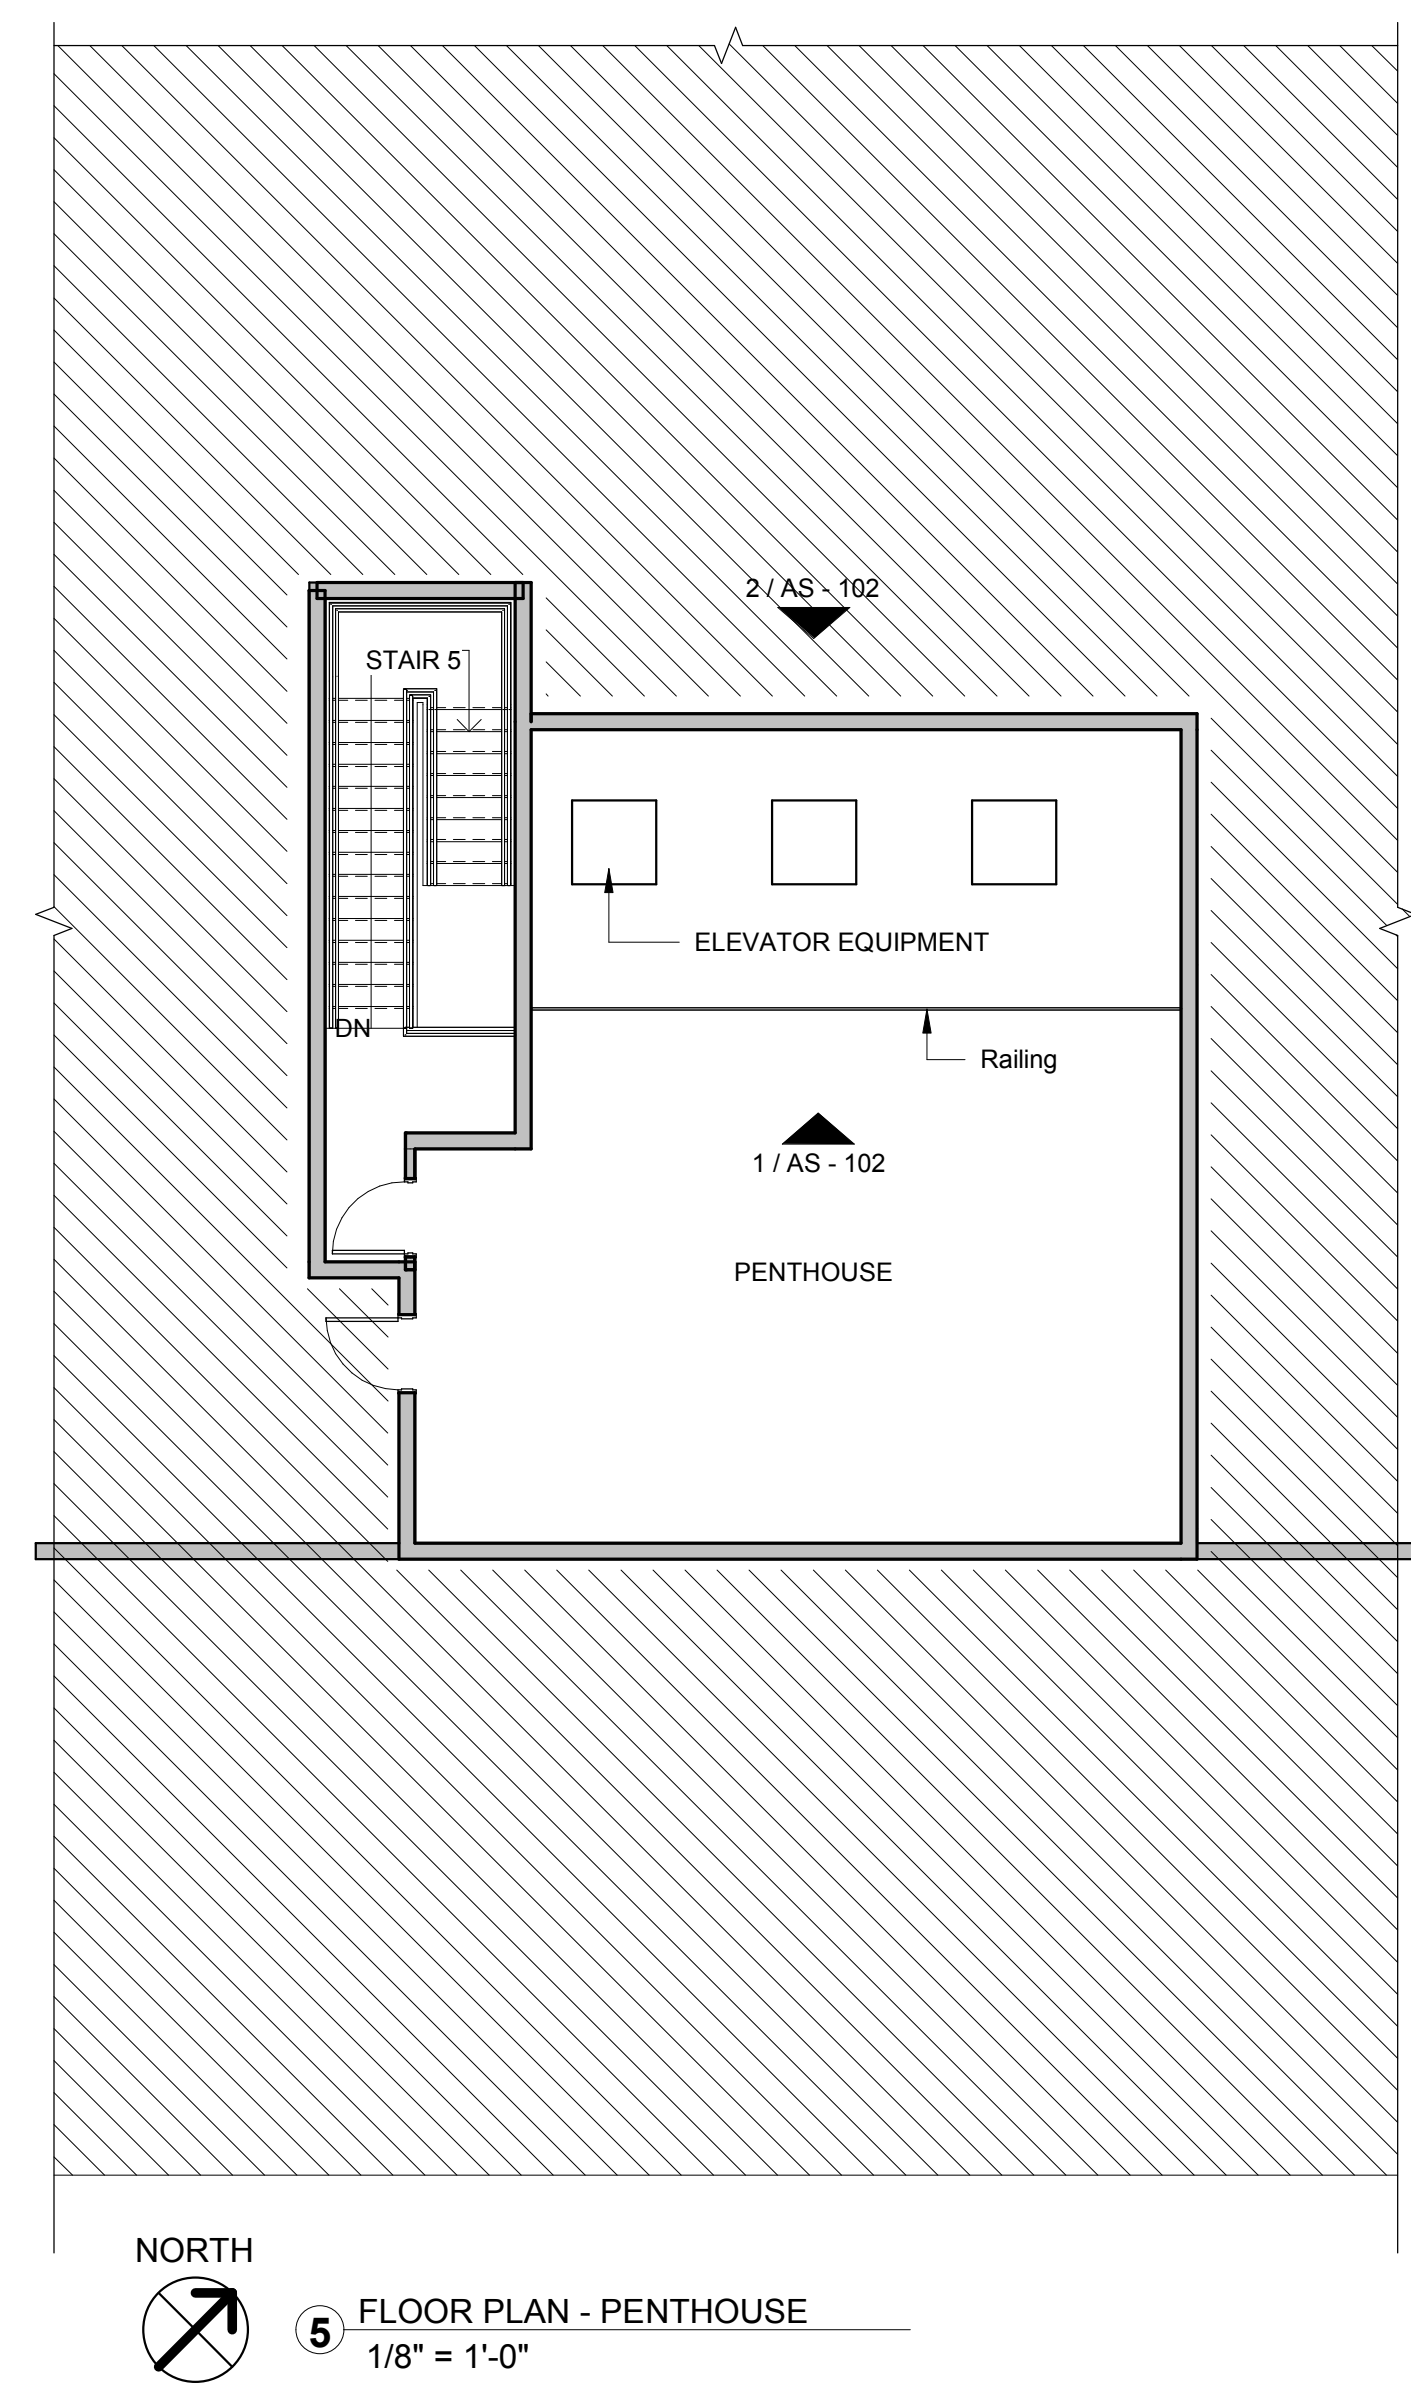 2 / AS - 102
STAIR 5
ELEVATOR EQUIPMENT
DN
Railing
1 / AS - 102
PENTHOUSE
NORTH
5
FLOOR PLAN - PENTHOUSE
1/8" = 1'-0"